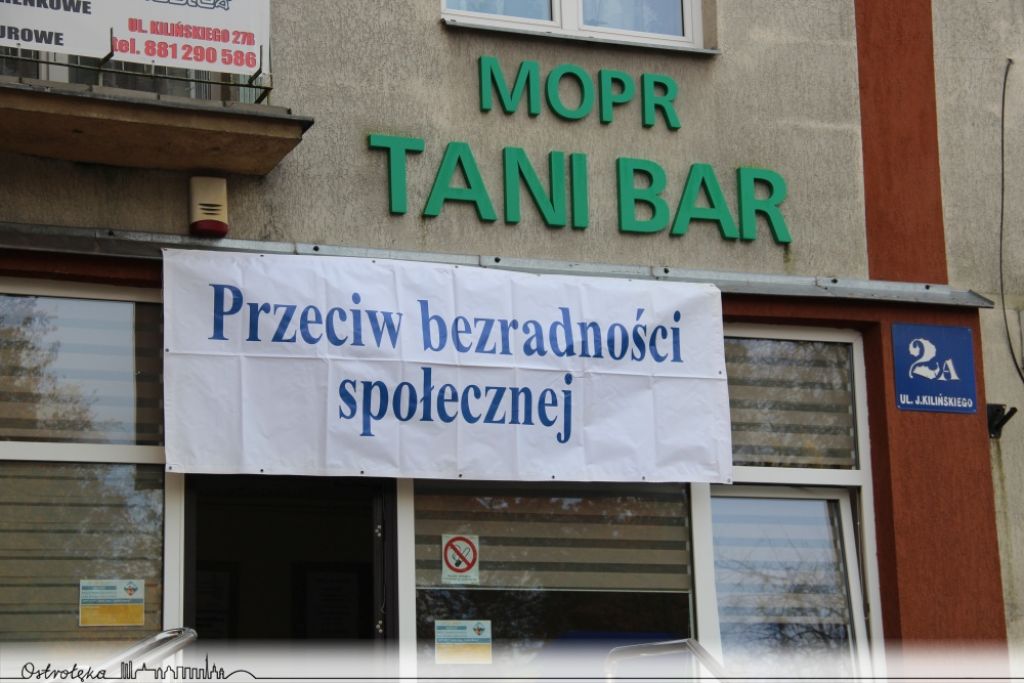 UROWE
UL. KILIŃSKIEGO 27B
tel. 881 290 586
MOPR
TANI BAR
Przeciw bezradności
społecznej
2A
UL. J.KILIŃSKIEGO
Ostrołęka